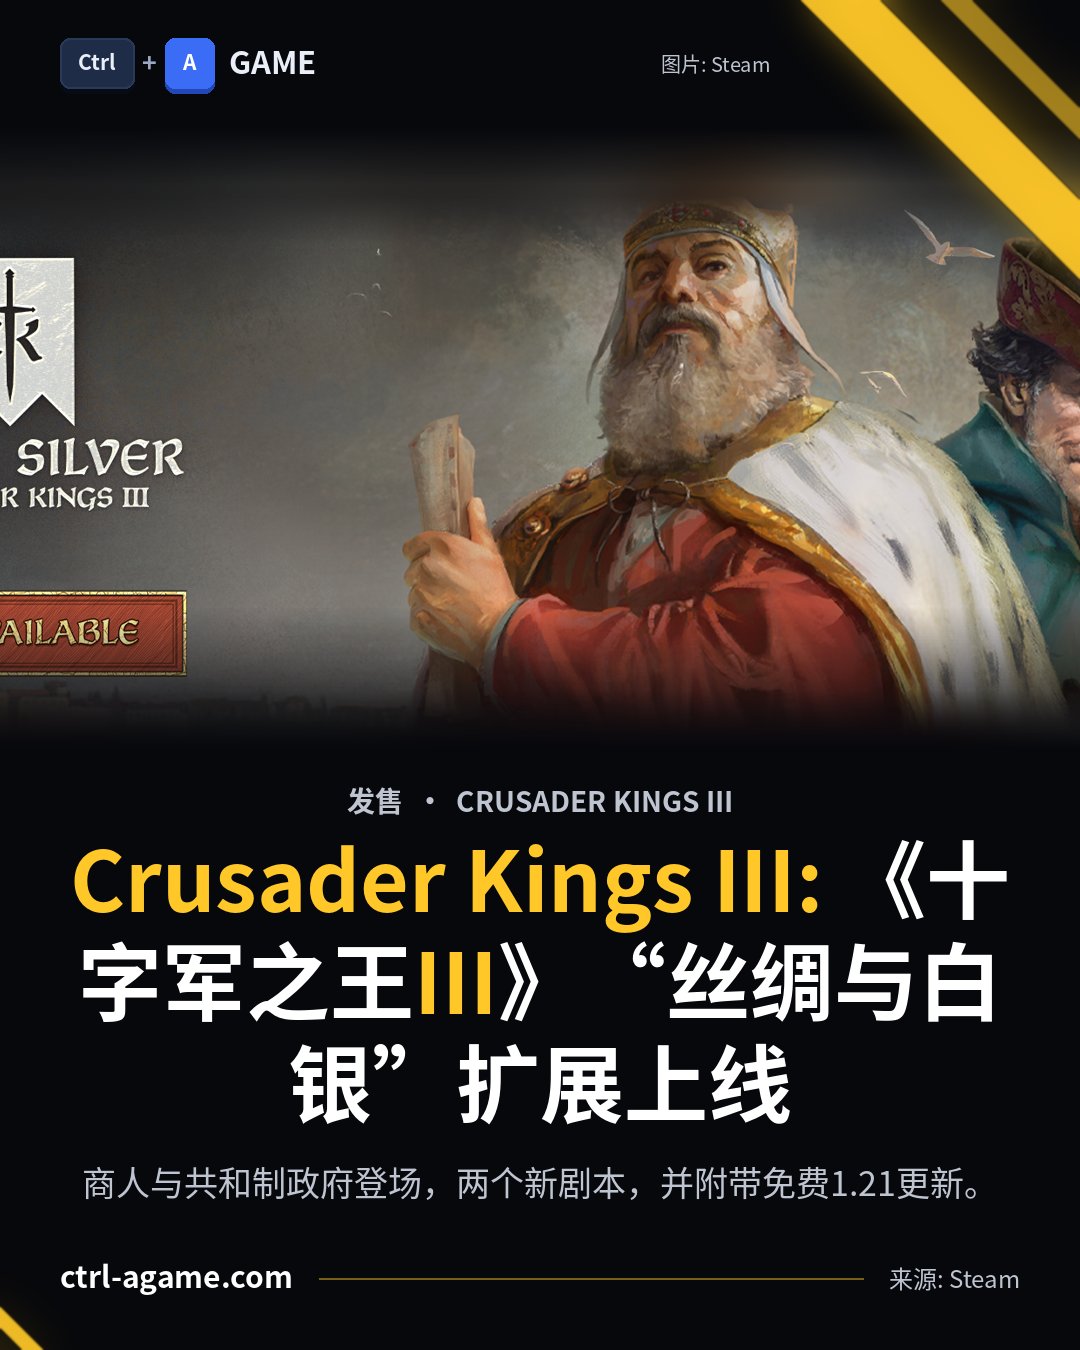 Ctrl + A GAME
图片: Steam
SILVER
R KINGS III
AILABLE
发售 · CRUSADER KINGS III
Crusader Kings III: 《十
字军之王III》 “丝绸与白
银” 扩展上线
商人与共和制政府登场，两个新剧本，并附带免费1.21更新。
ctrl-agame.com
来源: Steam